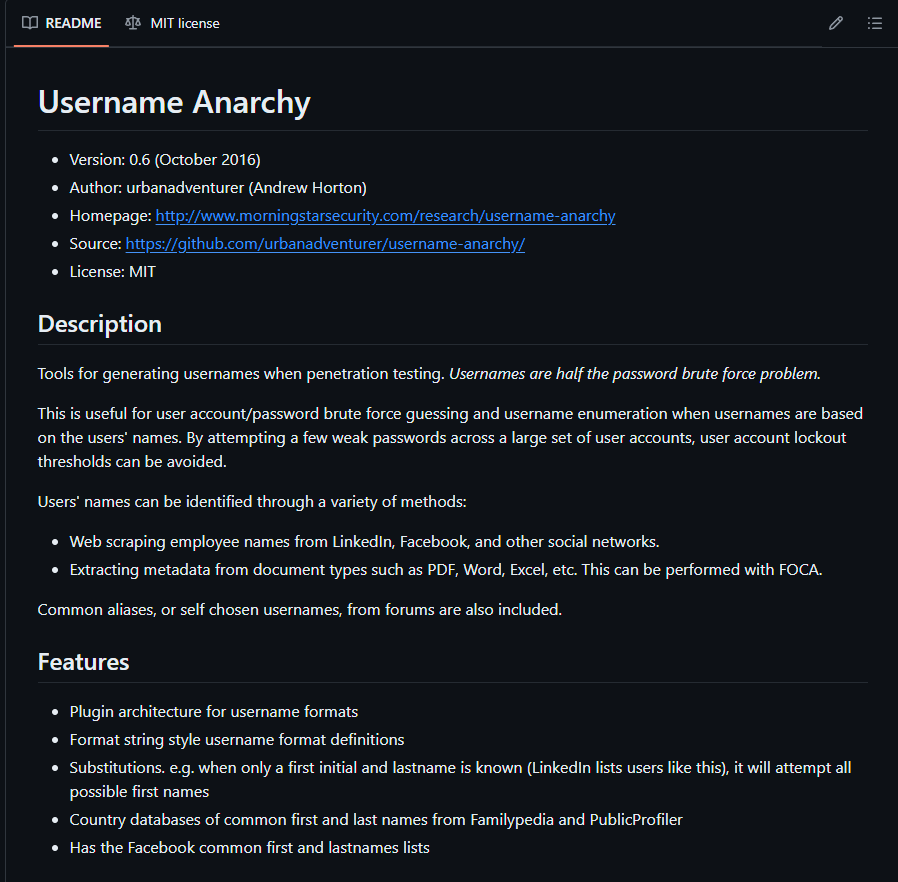 README
MIT license
Username Anarchy
Version: 0.6 (October 2016)
Author: urbanadventurer (Andrew Horton)
Homepage: http://www.morningstarsecurity.com/research/username-anarchy
Source: https://github.com/urbanadventurer/username-anarchy/
License: MIT
Description
Tools for generating usernames when penetration testing. Usernames are half the password brute force problem.
This is useful for user account/password brute force guessing and username enumeration when usernames are based
on the users' names. By attempting a few weak passwords across a large set of user accounts, user account lockout
thresholds can be avoided.
Users' names can be identified through a variety of methods:
Web scraping employee names from LinkedIn, Facebook, and other social networks.
Extracting metadata from document types such as PDF, Word, Excel, etc. This can be performed with FOCA.
Common aliases, or self chosen usernames, from forums are also included.
Features
Plugin architecture for username formats
Format string style username format definitions
Substitutions. e.g. when only a first initial and lastname is known (LinkedIn lists users like this), it will attempt all
possible first names
Country databases of common first and last names from Familypedia and PublicProfiler
Has the Facebook common first and lastnames lists